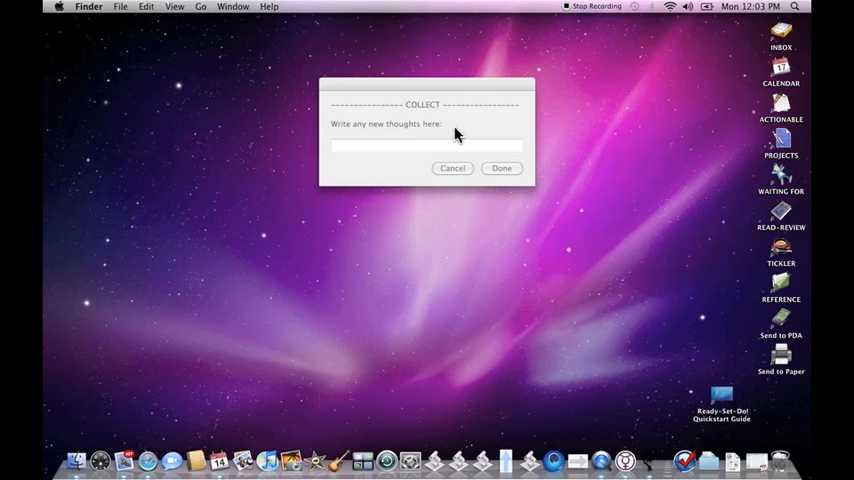 Finder File Edit View Go Window Help Stop Recording Mon 12:03 PM
INBOX
17
CALENDAR
ACTIONABLE
PROJECTS
WAITING FOR
READ-REVIEW
TICKLER
REFERENCE
Send to PDA
Send to Paper
Ready-Set-Do!
Quickstart Guide
---------------- COLLECT -----------------
Write any new thoughts here:
Cancel Done
14